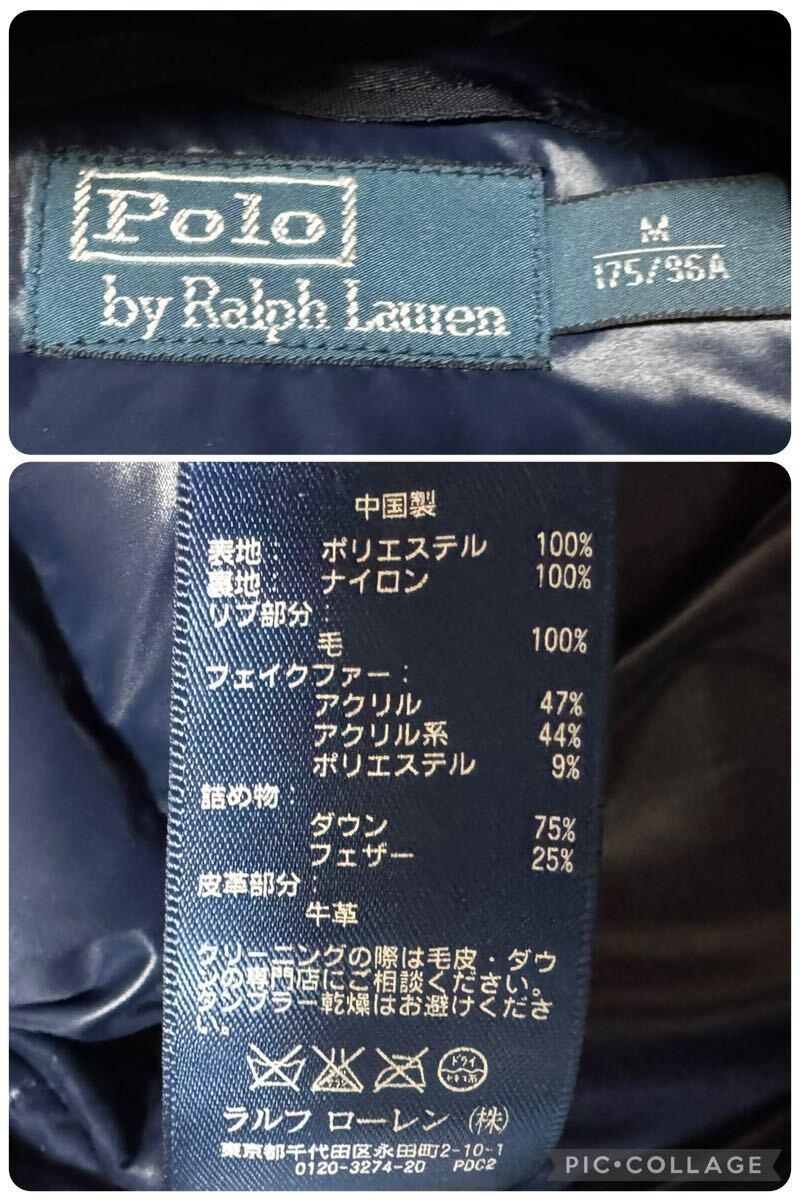 Polo
by Ralph Lauren
M
175/96A
中国製
表地: ポリエステル 100%
裏地: ナイロン 100%
リブ部分:
毛 100%
フェイクファー:
アクリル 47%
アクリル系 44%
ポリエステル 9%
詰め物:
ダウン 75%
フェザー 25%
皮革部分:
牛革
クリーニングの際は毛皮・ダウ
ンの専門店にご相談ください。
タンブラー乾燥はお避けくださ
い。
ドライ
ラルフ ローレン (株)
東京都千代田区永田町2-10-1
0120-3274-20 PDC2
PIC•COLLAGE